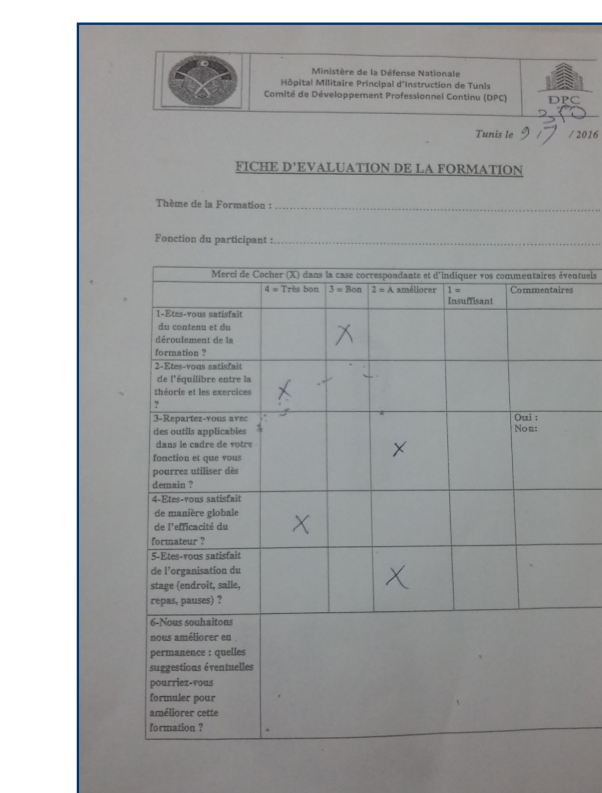 Ministère de la Défense Nationale
Hôpital Militaire Principal d'Instruction de Tunis
Comité de Développement Professionnel Continu (DPC)
DPC
350
Tunis le 9/7 / 2016
FICHE D'EVALUATION DE LA FORMATION
Thème de la Formation : ...............................................................
Fonction du participant :...............................................................
Merci de Cocher (X) dans la case correspondante et d'indiquer vos commentaires éventuels
4 = Très bon 3 = Bon 2 = A améliorer 1 = Commentaires
Insuffisant
1-Etes-vous satisfait
du contenu et du
déroulement de la X
formation ?
2-Etes-vous satisfait
de l'équilibre entre la
théorie et les exercices X
?
3-Repartez-vous avec Oui :
des outils applicables Non:
dans le cadre de votre X
fonction et que vous
pourrez utiliser dès
demain ?
4-Etes-vous satisfait
de manière globale
de l'efficacité du X
formateur ?
5-Etes-vous satisfait
de l'organisation du
stage (endroit, salle, X
repas, pauses) ?
6-Nous souhaitons
nous améliorer en
permanence : quelles
suggestions éventuelles
pourriez-vous
formuler pour
améliorer cette
formation ?